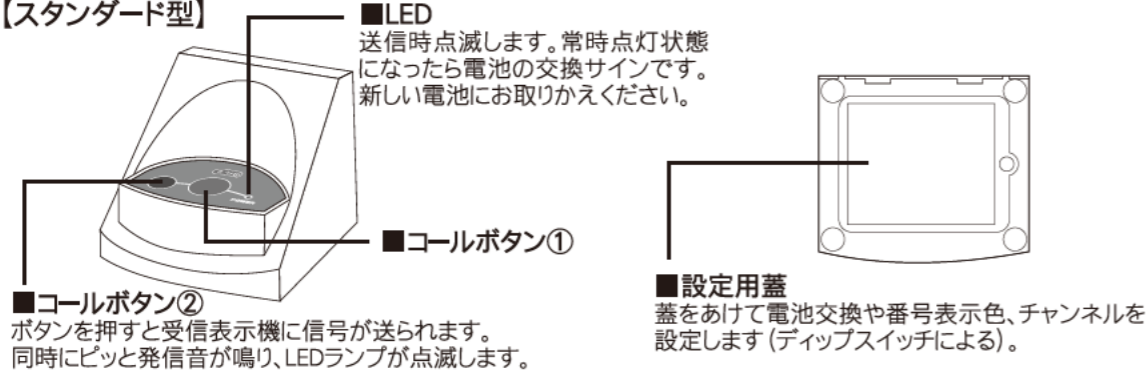 【スタンダード型】
■LED
送信時点滅します。常時点灯状態
になったら電池の交換サインです。
新しい電池にお取りかえください。
■コールボタン①
■コールボタン②
ボタンを押すと受信表示機に信号が送られます。
同時にピッと発信音が鳴り、LEDランプが点滅します。
■設定用蓋
蓋をあけて電池交換や番号表示色、チャンネルを
設定します(ディップスイッチによる)。